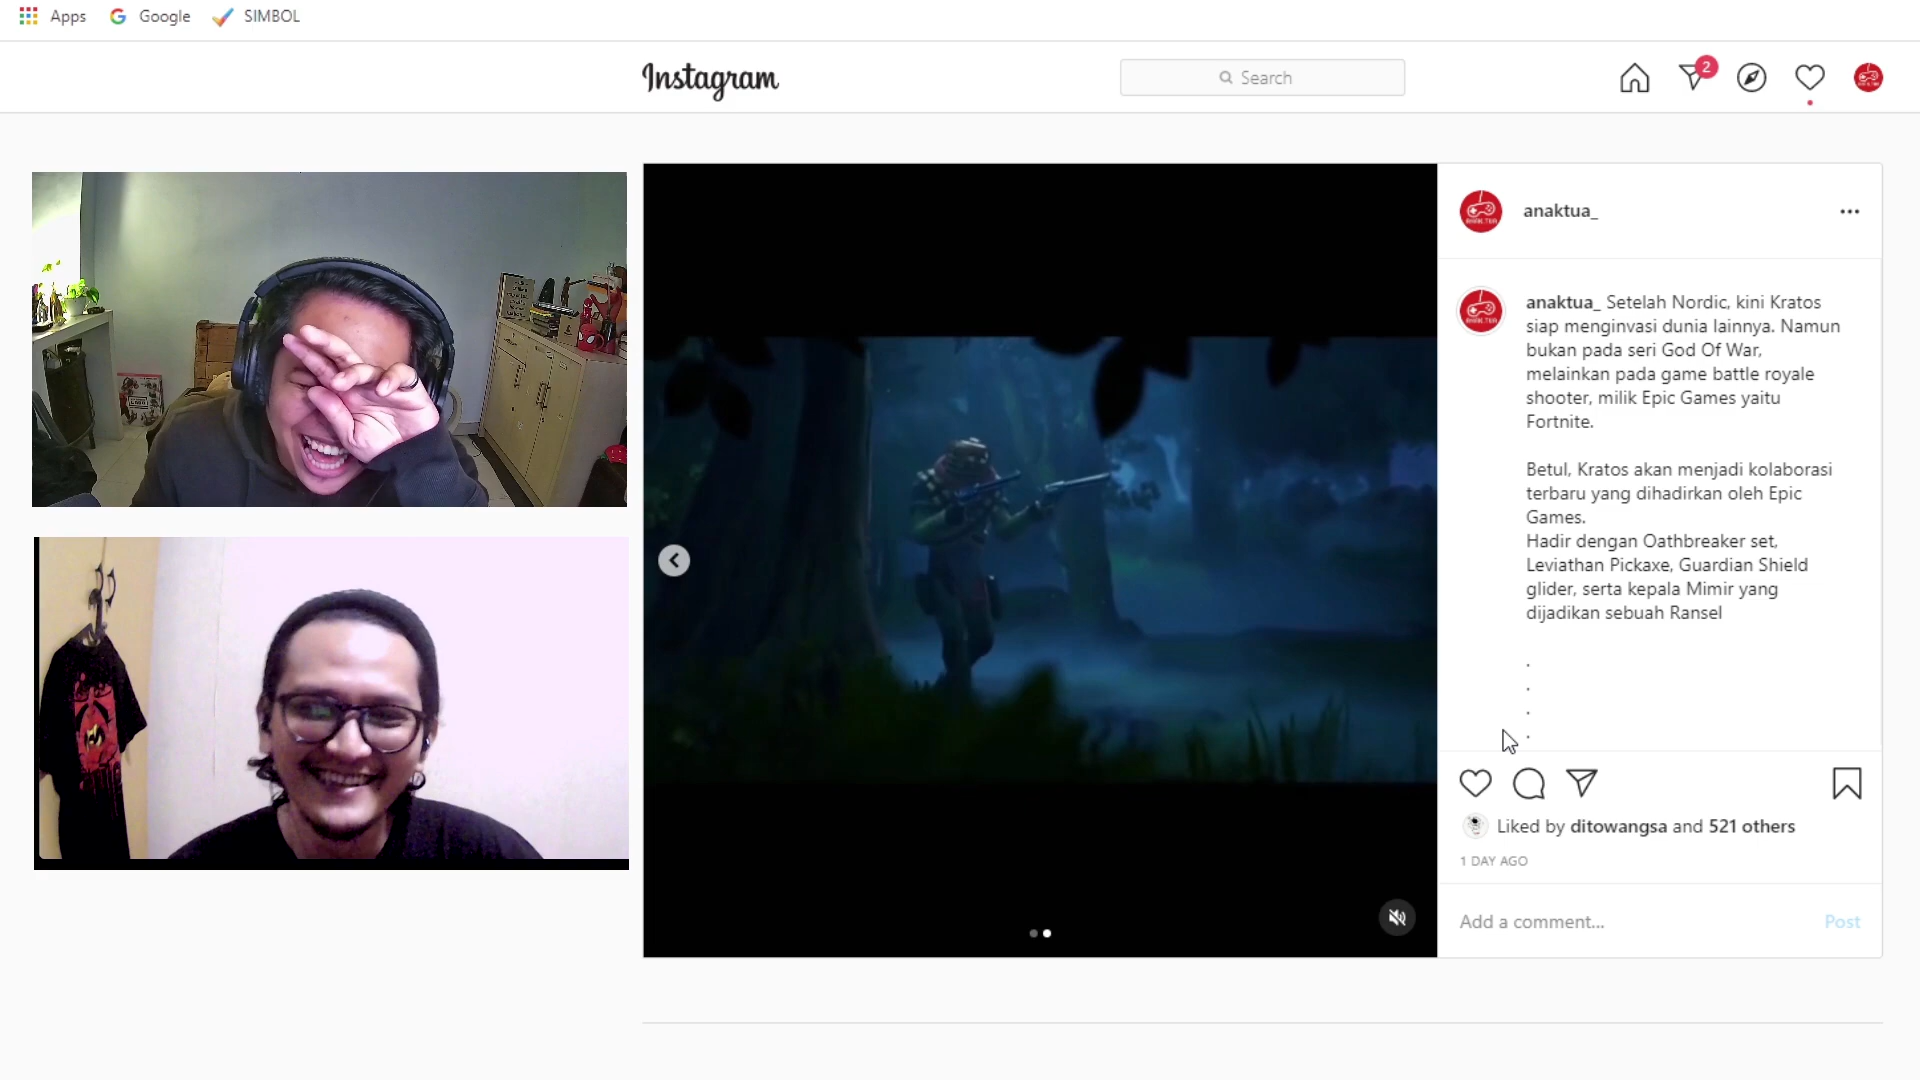 Apps
Google
SIMBOL
Instagram
Search
2
anaktua_
anaktua_ Setelah Nordic, kini Kratos
siap menginvasi dunia lainnya. Namun
bukan pada seri God Of War,
melainkan pada game battle royale
shooter, milik Epic Games yaitu
Fortnite.
Betul, Kratos akan menjadi kolaborasi
terbaru yang dihadirkan oleh Epic
Games.
Hadir dengan Oathbreaker set,
Leviathan Pickaxe, Guardian Shield
glider, serta kepala Mimir yang
dijadikan sebuah Ransel
.
.
.
.
Liked by ditowangsa and 521 others
1 DAY AGO
Add a comment...
Post